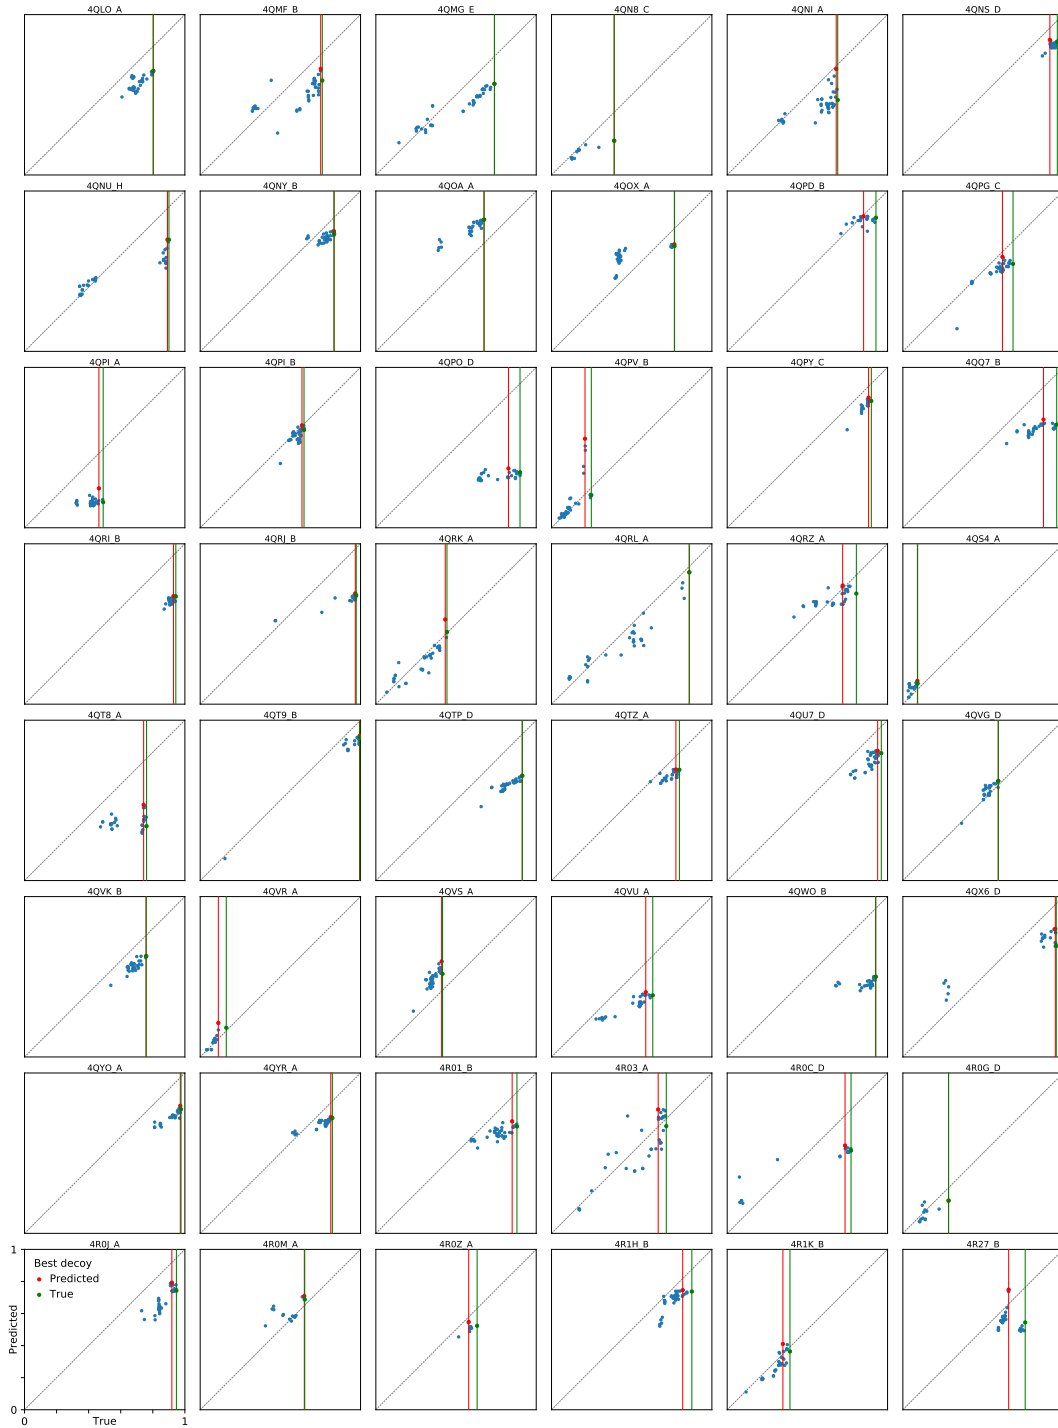 4QLO_A 4QMF_B 4QMG_E 4QN8_C 4QNI_A 4QNS_D
4QNU_H 4QNY_B 4QOA_A 4QOX_A 4QPD_B 4QPG_C
4QPI_A 4QPI_B 4QPO_D 4QPV_B 4QPY_C 4QQ7_B
4QRI_B 4QRJ_B 4QRK_A 4QRL_A 4QRZ_A 4QS4_A
4QT8_A 4QT9_B 4QTP_D 4QTZ_A 4QU7_D 4QVG_D
4QVK_B 4QVR_A 4QVS_A 4QVU_A 4QWO_B 4QX6_D
4QYO_A 4QYR_A 4R01_B 4R03_A 4R0C_D 4R0G_D
4R0J_A 4R0M_A 4R0Z_A 4R1H_B 4R1K_B 4R27_B
1
Best decoy
Predicted
True
Predicted
0
0 True 1